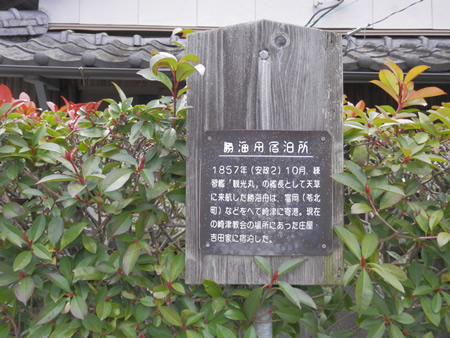 勝海舟宿泊所
1857年(安政2)10月、練
習艦「観光丸」の艦長として天草
に来航した勝海舟は、富岡(苓北
町)などをへて崎津に寄港。現在
の崎津教会の場所にあった庄屋
吉田家に宿泊した。